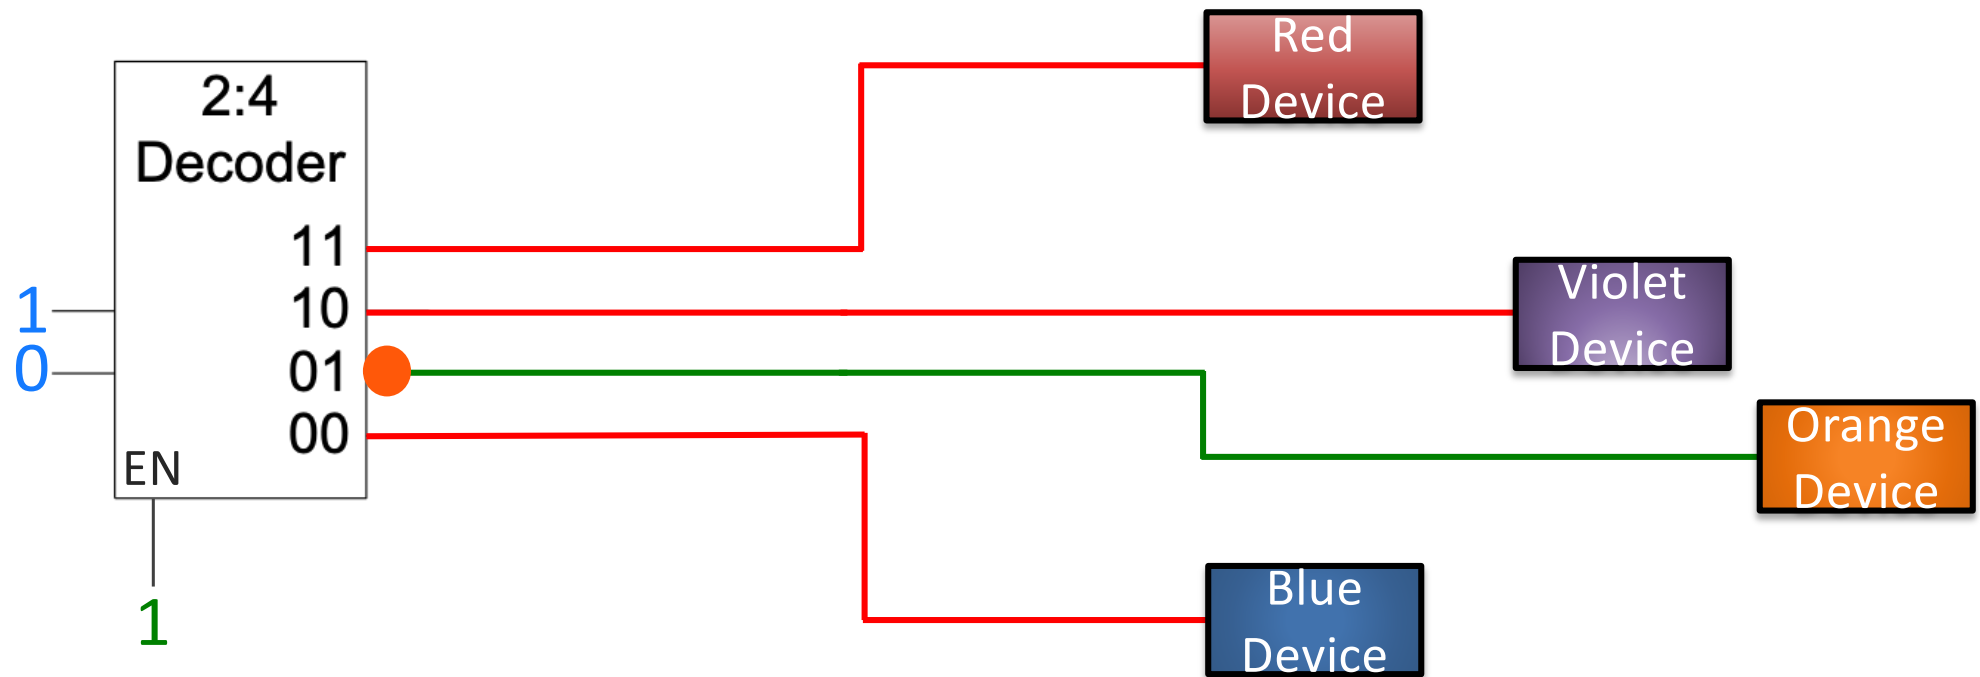 2:4
Decoder
11
10
01
00
EN
1
0
1
Red
Device
Violet
Device
Orange
Device
Blue
Device